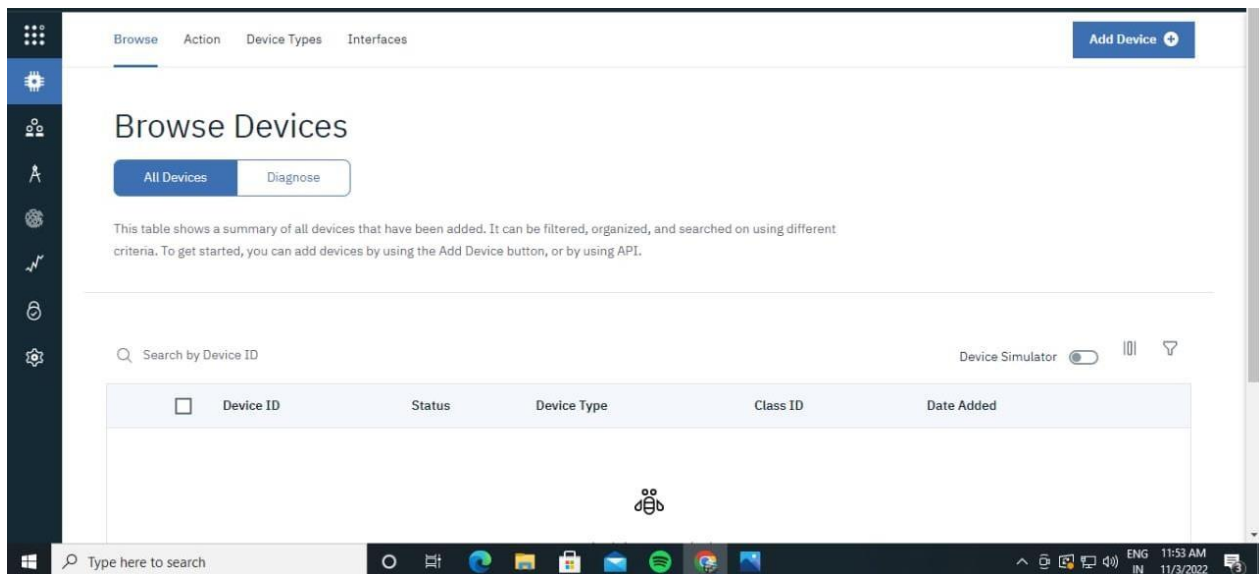 Browse Action Device Types Interfaces Add Device
Browse Devices
All Devices Diagnose
This table shows a summary of all devices that have been added. It can be filtered, organized, and searched on using different
criteria. To get started, you can add devices by using the Add Device button, or by using API.
Search by Device ID Device Simulator
Device ID Status Device Type Class ID Date Added
Type here to search ENG 11:53 AM
IN 11/3/2022 3